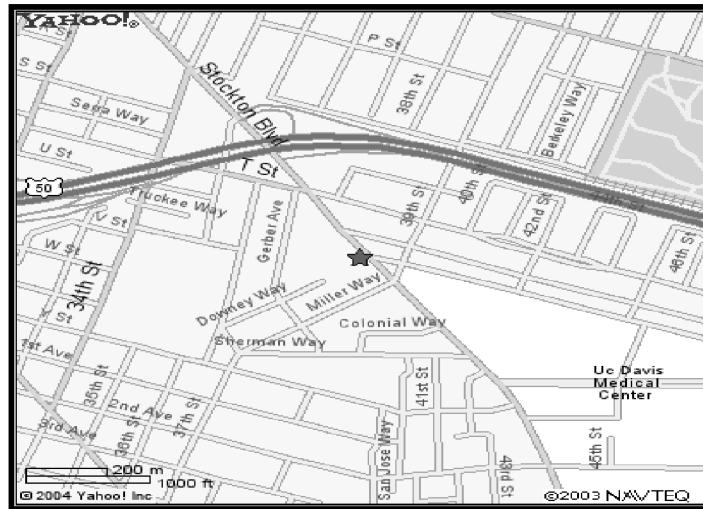 YAHOO!®
P St
R St
S St
Sega Way
Stockton Blvd
38th St
Berkeley Way
U St
T St
50
Truckee Way
V St
39th St
40th St
42nd St
W St
Gerber Ave
46th St
34th St
Downey Way
Miller Way
Y St
Colonial Way
Sherman Way
1st Ave
Uc Davis
Medical
Center
35th St
41st St
2nd Ave
37th St
3rd Ave
36th St
San Jose Way
43rd St
45th St
200 m
1000 ft
© 2004 Yahoo! Inc
©2003 NAVTEQ